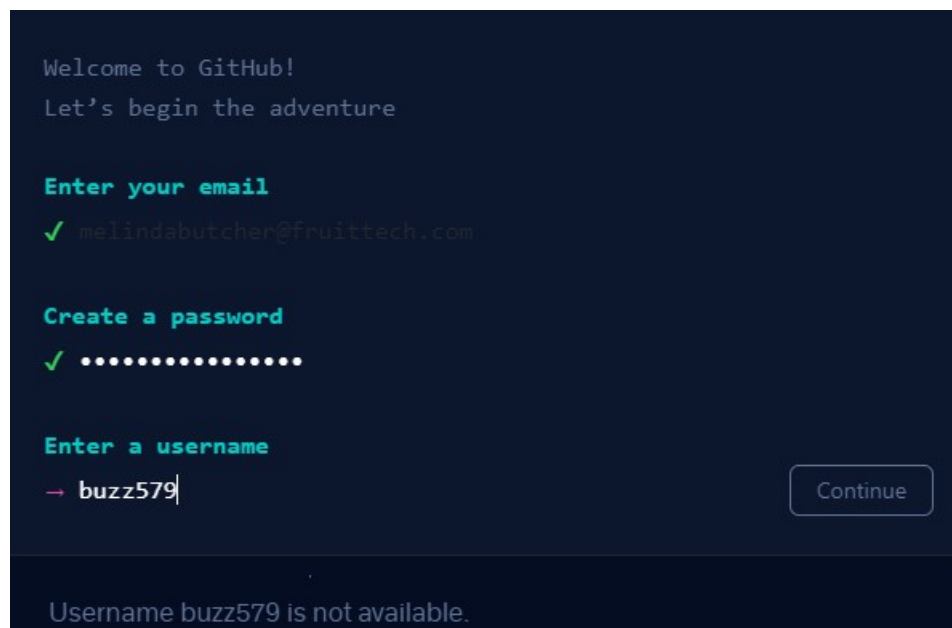 Welcome to GitHub!
Let’s begin the adventure
Enter your email
✓ melindabutcher@fruittech.com
Create a password
✓ ••••••••••••••••
Enter a username
→ buzz579
Continue
Username buzz579 is not available.